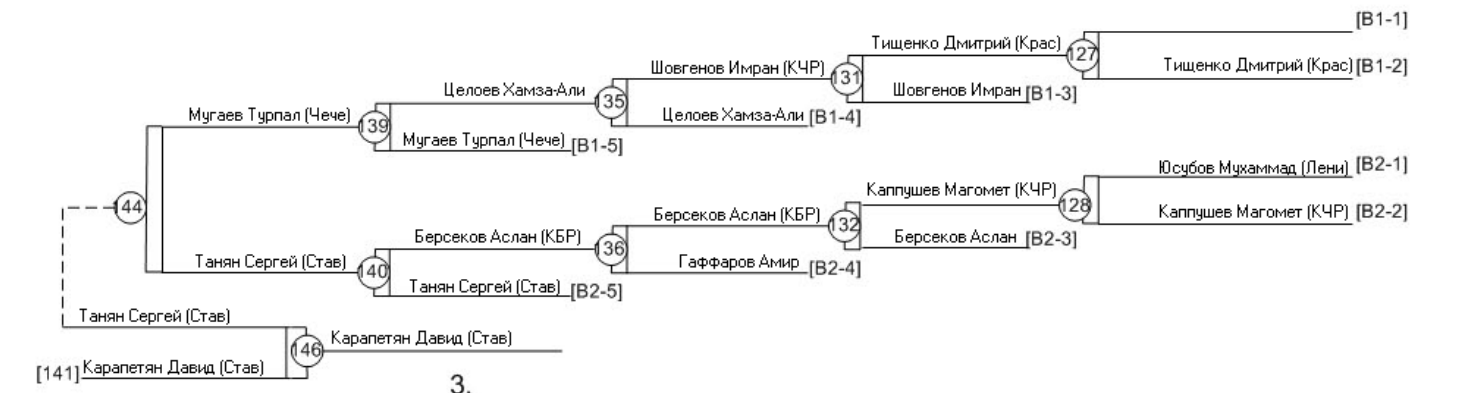 [B1-1]
Тищенко Дмитрий (Крас)
127
Тищенко Дмитрий (Крас) [B1-2]
Шовгенов Имран (КЧР)
131
Шовгенов Имран [B1-3]
Целоев Хамза-Али
135
Целоев Хамза-Али [B1-4]
Мугаев Турпал (Чече)
139
Мугаев Турпал (Чече) [B1-5]
Юсубов Мухаммад (Лени) [B2-1]
Каппушев Магомет (КЧР)
128
Каппушев Магомет (КЧР) [B2-2]
44
Берсеков Аслан (КБР)
132
Берсеков Аслан [B2-3]
Берсеков Аслан (КБР)
136
Гаффаров Амир [B2-4]
Танян Сергей (Став)
140
Танян Сергей (Став) [B2-5]
Танян Сергей (Став)
146
Карапетян Давид (Став)
[141] Карапетян Давид (Став)
3.